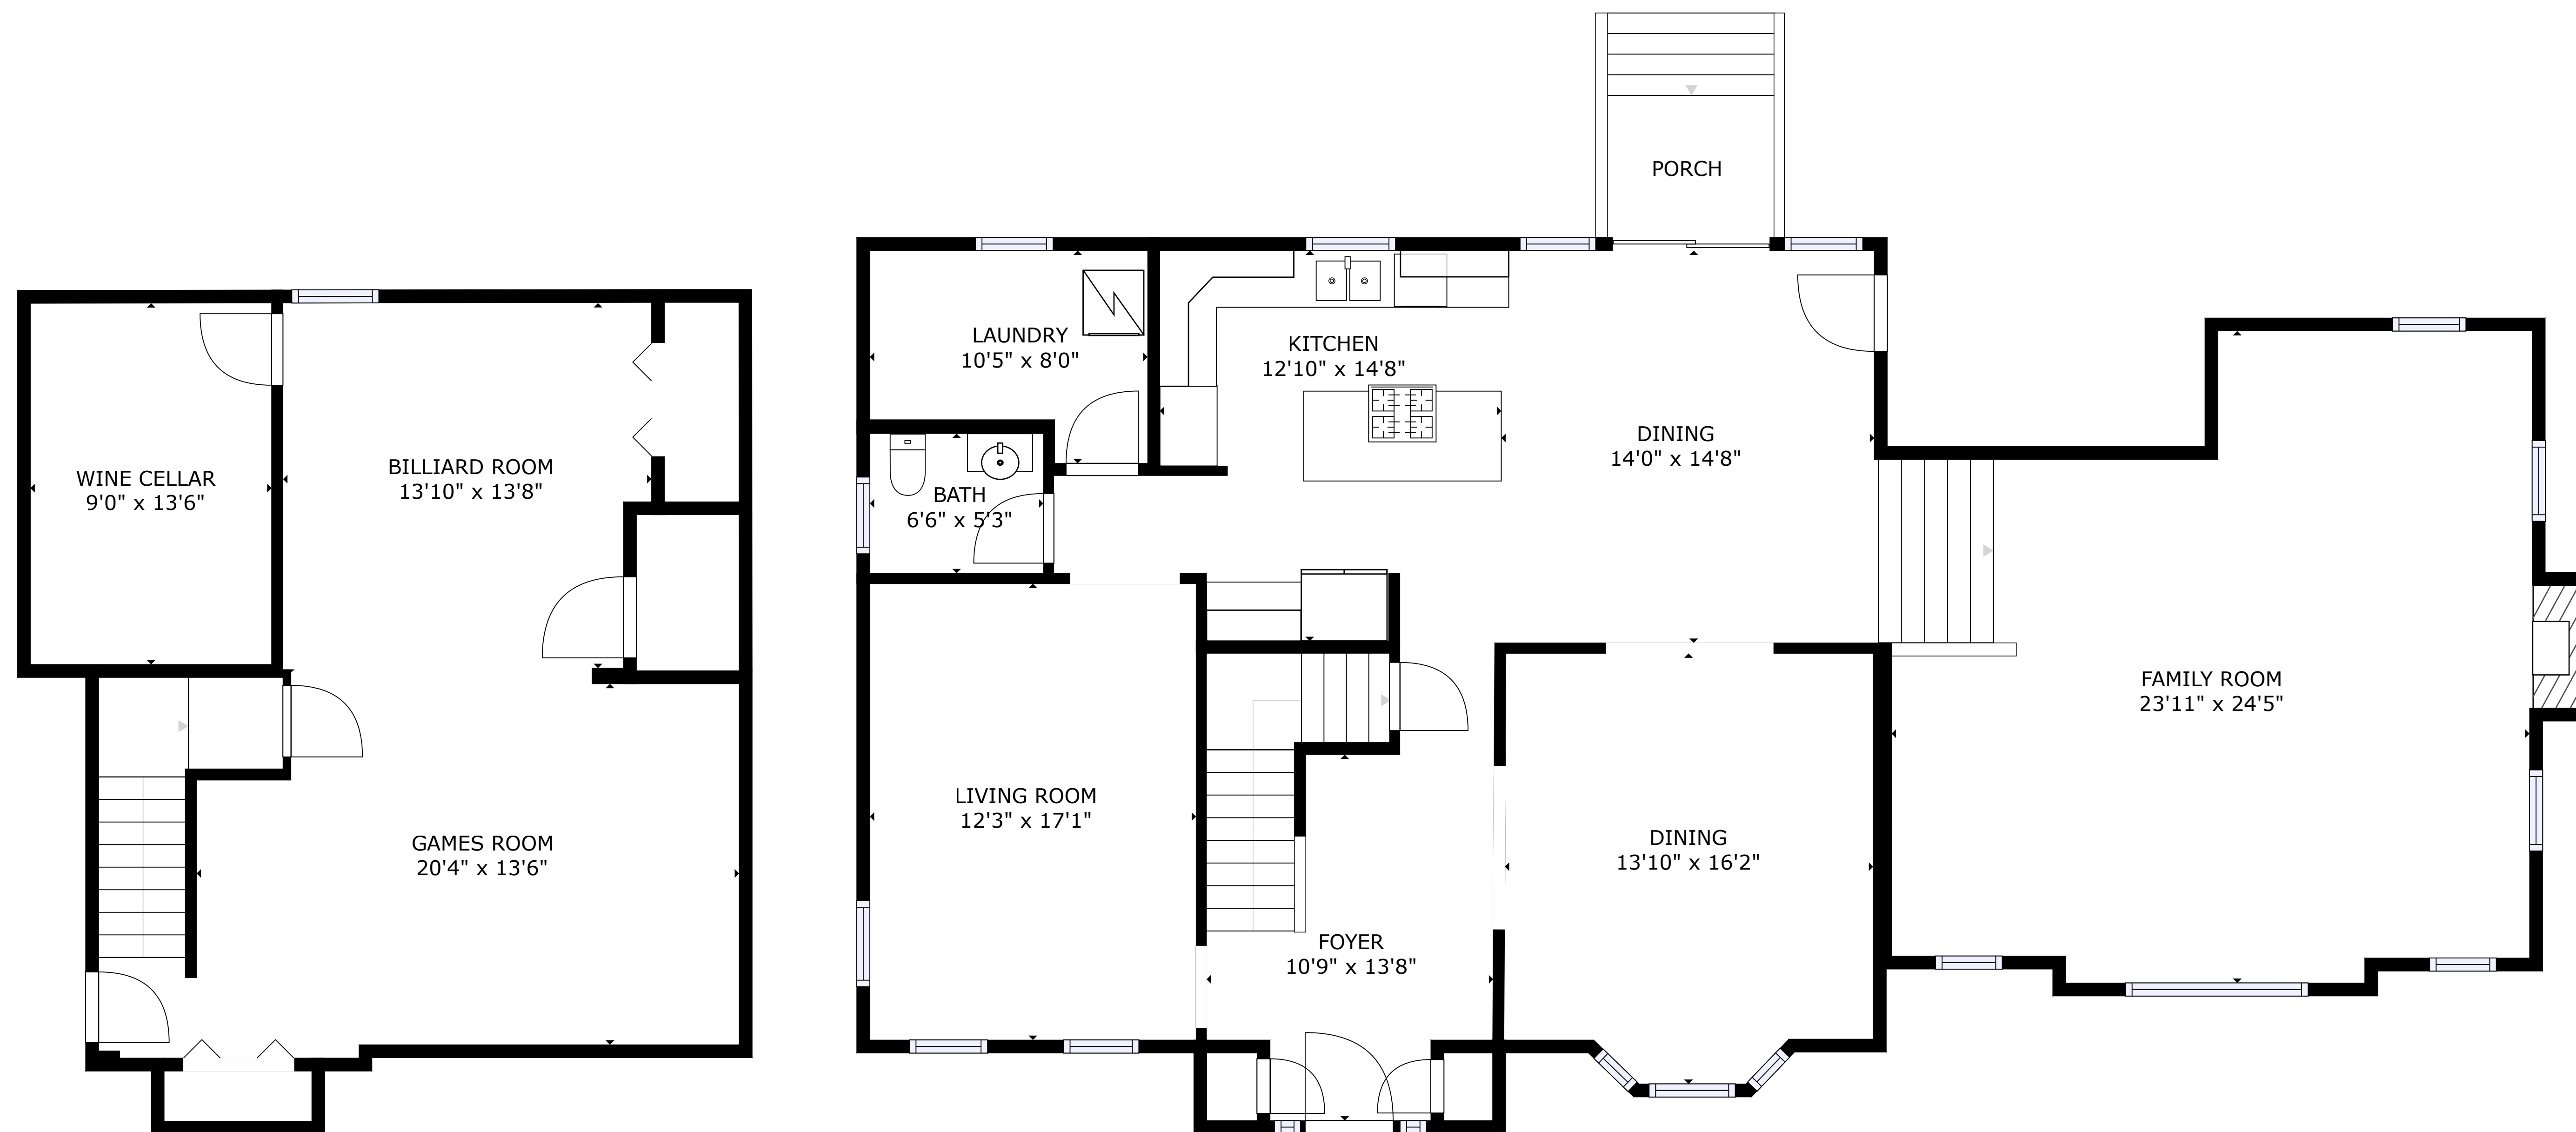 PORCH
LAUNDRY
10'5" x 8'0"
KITCHEN
12'10" x 14'8"
DINING
14'0" x 14'8"
WINE CELLAR
9'0" x 13'6"
BILLIARD ROOM
13'10" x 13'8"
BATH
6'6" x 5'3"
FAMILY ROOM
23'11" x 24'5"
LIVING ROOM
12'3" x 17'1"
GAMES ROOM
20'4" x 13'6"
DINING
13'10" x 16'2"
FOYER
10'9" x 13'8"